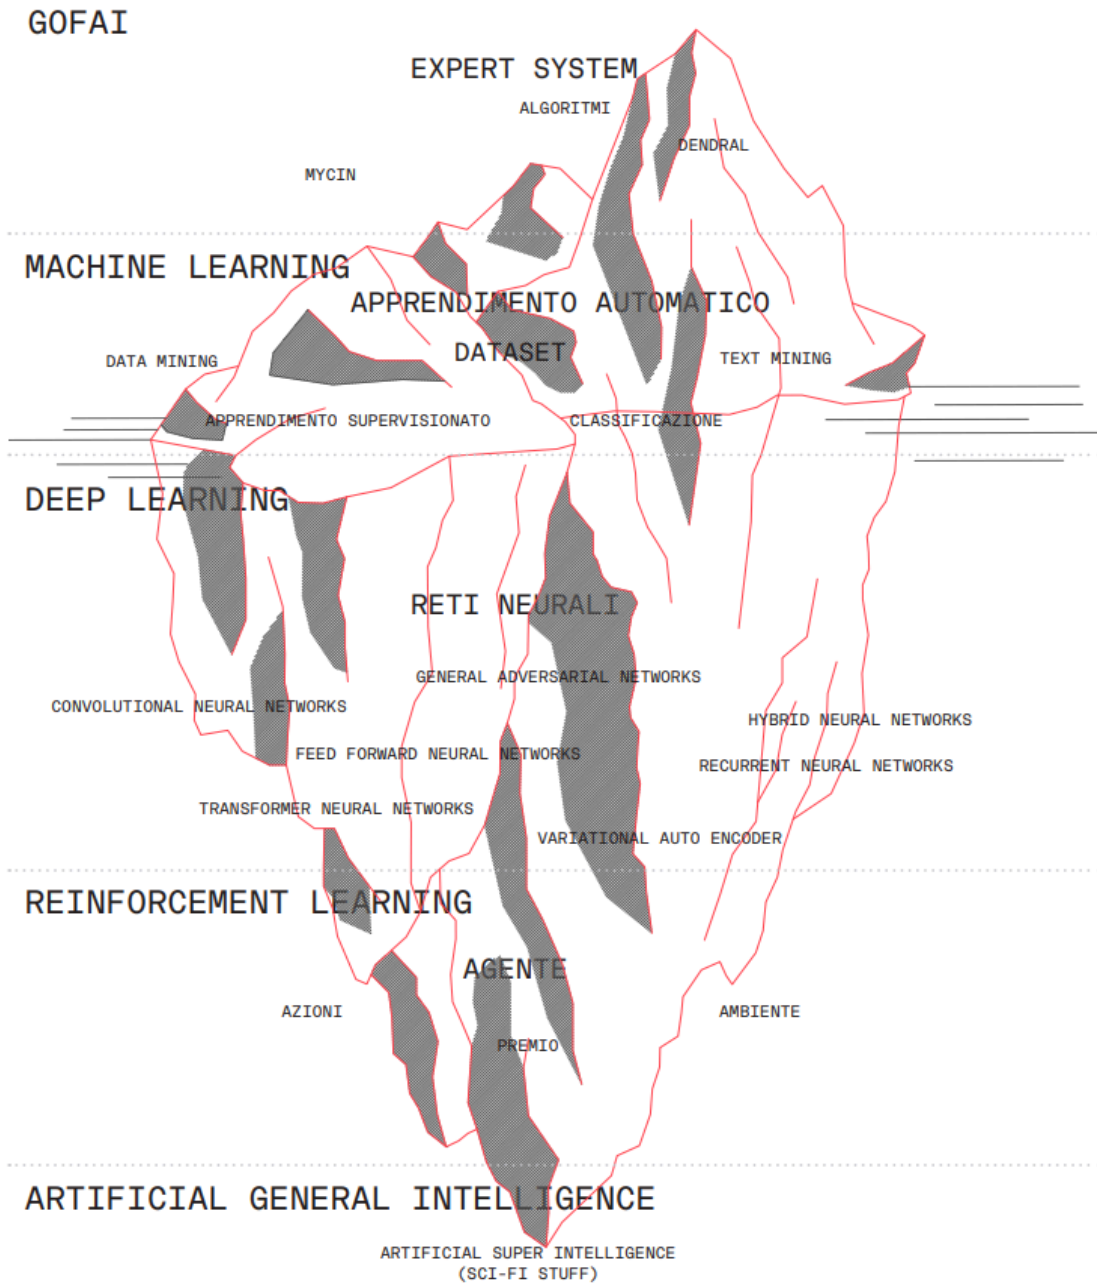 GOFAI
EXPERT SYSTEM
ALGORITMI
DENDRAL
MYCIN
MACHINE LEARNING
APPRENDIMENTO AUTOMATICO
DATASET
DATA MINING
TEXT MINING
APPRENDIMENTO SUPERVISIONATO
CLASSIFICAZIONE
DEEP LEARNING
RETI NEURALI
GENERAL ADVERSARIAL NETWORKS
CONVOLUTIONAL NEURAL NETWORKS
HYBRID NEURAL NETWORKS
FEED FORWARD NEURAL NETWORKS
RECURRENT NEURAL NETWORKS
TRANSFORMER NEURAL NETWORKS
VARIATIONAL AUTO ENCODER
REINFORCEMENT LEARNING
AGENTE
AZIONI
AMBIENTE
PREMIO
ARTIFICIAL GENERAL INTELLIGENCE
ARTIFICIAL SUPER INTELLIGENCE
(SCI-FI STUFF)